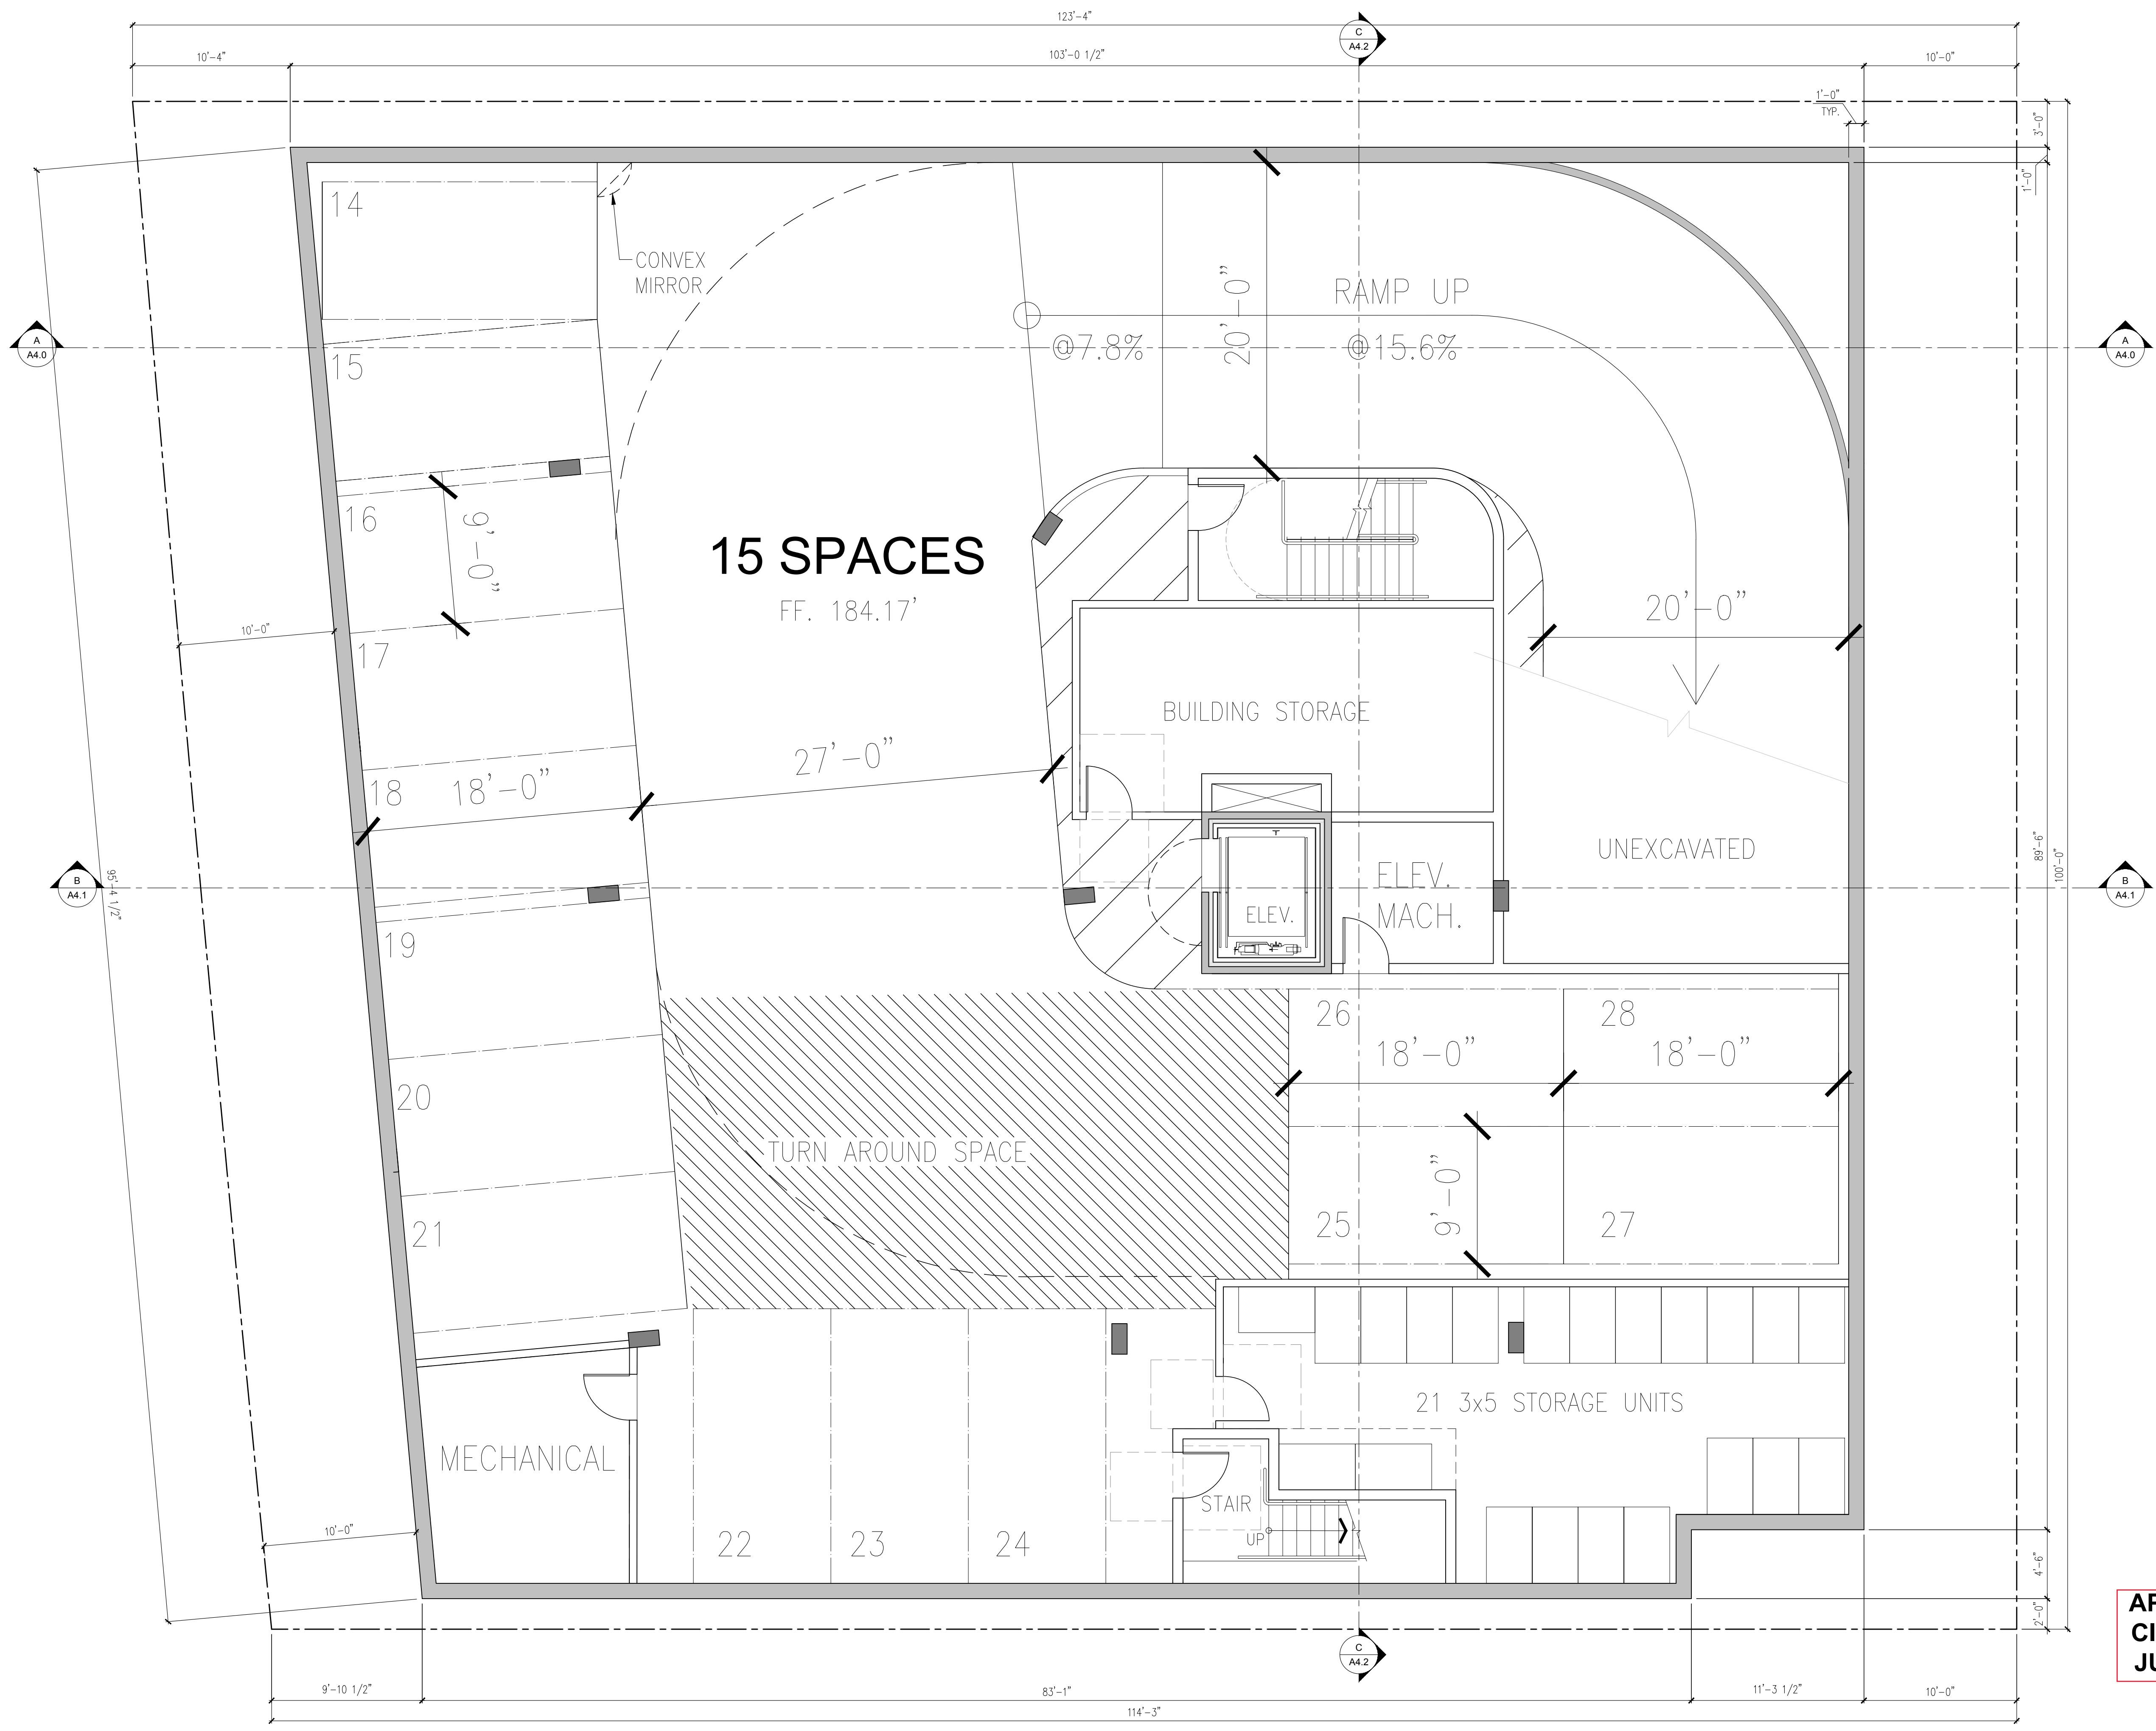 123'-4"
C
A4.2
10'-4"
103'-0 1/2"
10'-0"
1'-0"
TYP.
3'-0"
1'-0"
14
CONVEX
MIRROR
RAMP UP
20'-0"
@7.8%
@15.6%
A
A4.0
A
A4.0
15
16
9'-0"
15 SPACES
FF. 184.17'
20'-0"
10'-0"
17
BUILDING STORAGE
27'-0"
18
18'-0"
UNEXCAVATED
89'-6"
100'-0"
B
A4.1
95'-4 1/2"
ELEV.
MACH.
ELEV.
B
A4.1
19
26
28
18'-0"
18'-0"
20
TURN AROUND SPACE
9'-0"
21
25
27
21 3x5 STORAGE UNITS
MECHANICAL
STAIR
UP
10'-0"
22
23
24
4'-6"
2'-0"
C
A4.2
9'-10 1/2"
83'-1"
11'-3 1/2"
10'-0"
114'-3"